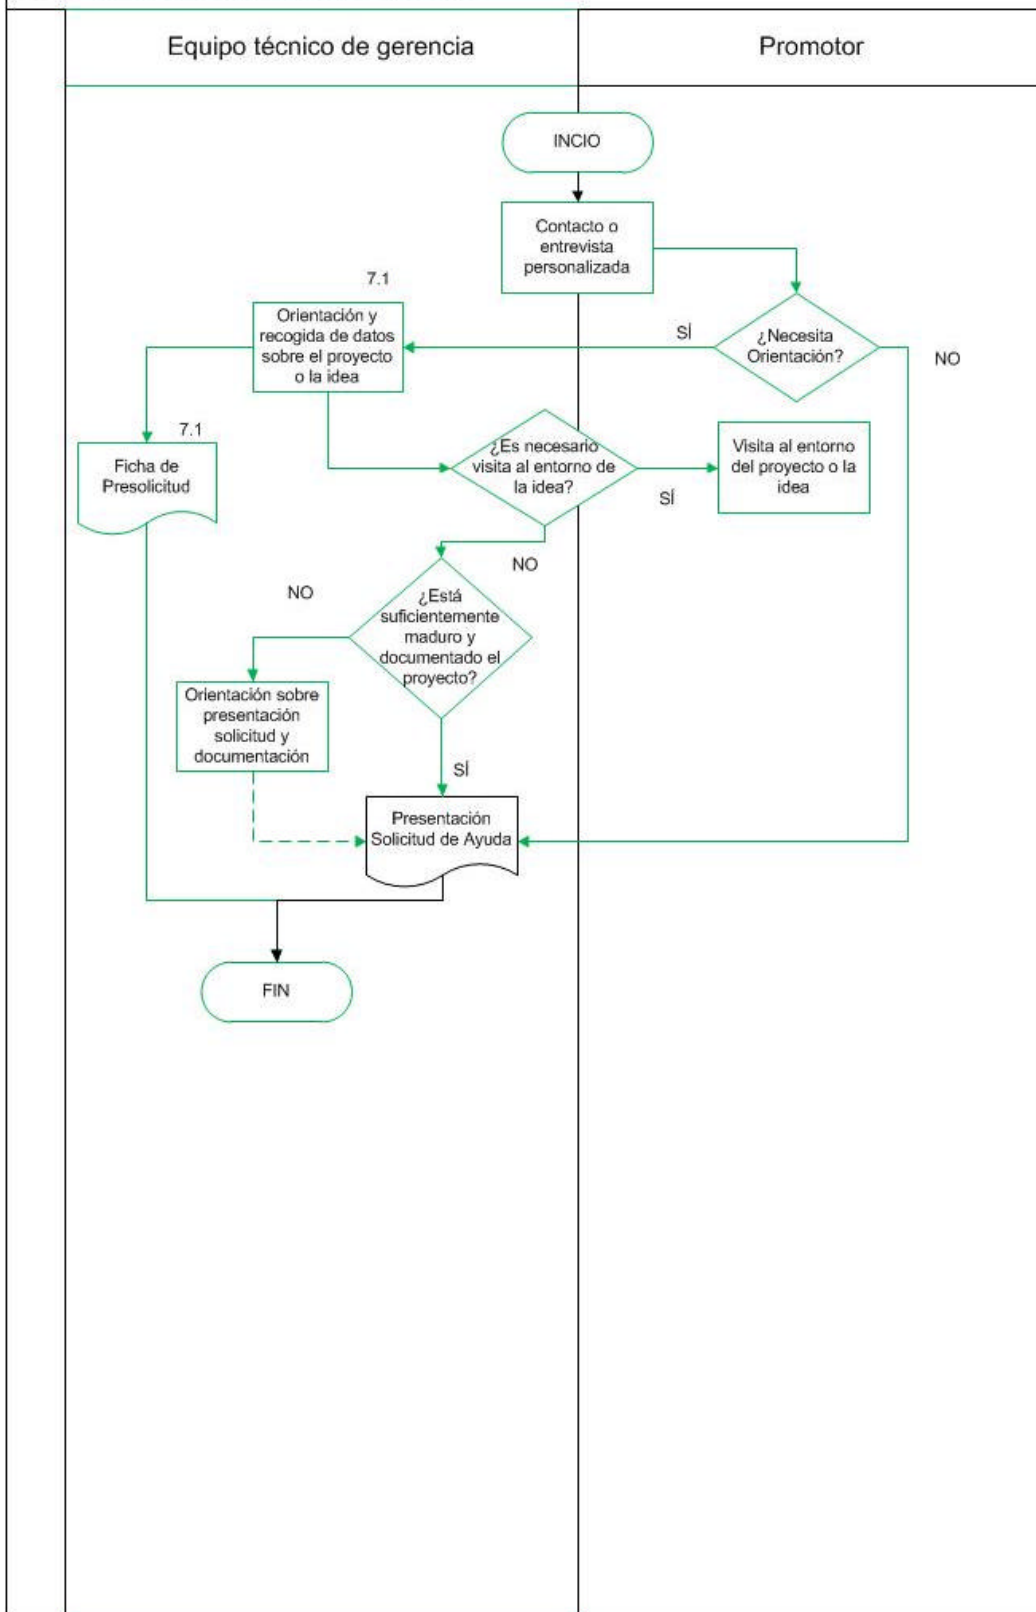 Equipo técnico de gerencia
Promotor
INCIO
Contacto o
entrevista
personalizada
7.1
Orientación y
recogida de datos
sobre el proyecto
o la idea
SÍ
¿Necesita
Orientación?
NO
7.1
Ficha de
Presolicitud
¿Es necesario
visita al entorno de
la idea?
SÍ
Visita al entorno
del proyecto o la
idea
NO
NO
¿Está
suficientemente
maduro y
documentado el
proyecto?
Orientación sobre
presentación
solicitud y
documentación
SÍ
Presentación
Solicitud de Ayuda
FIN